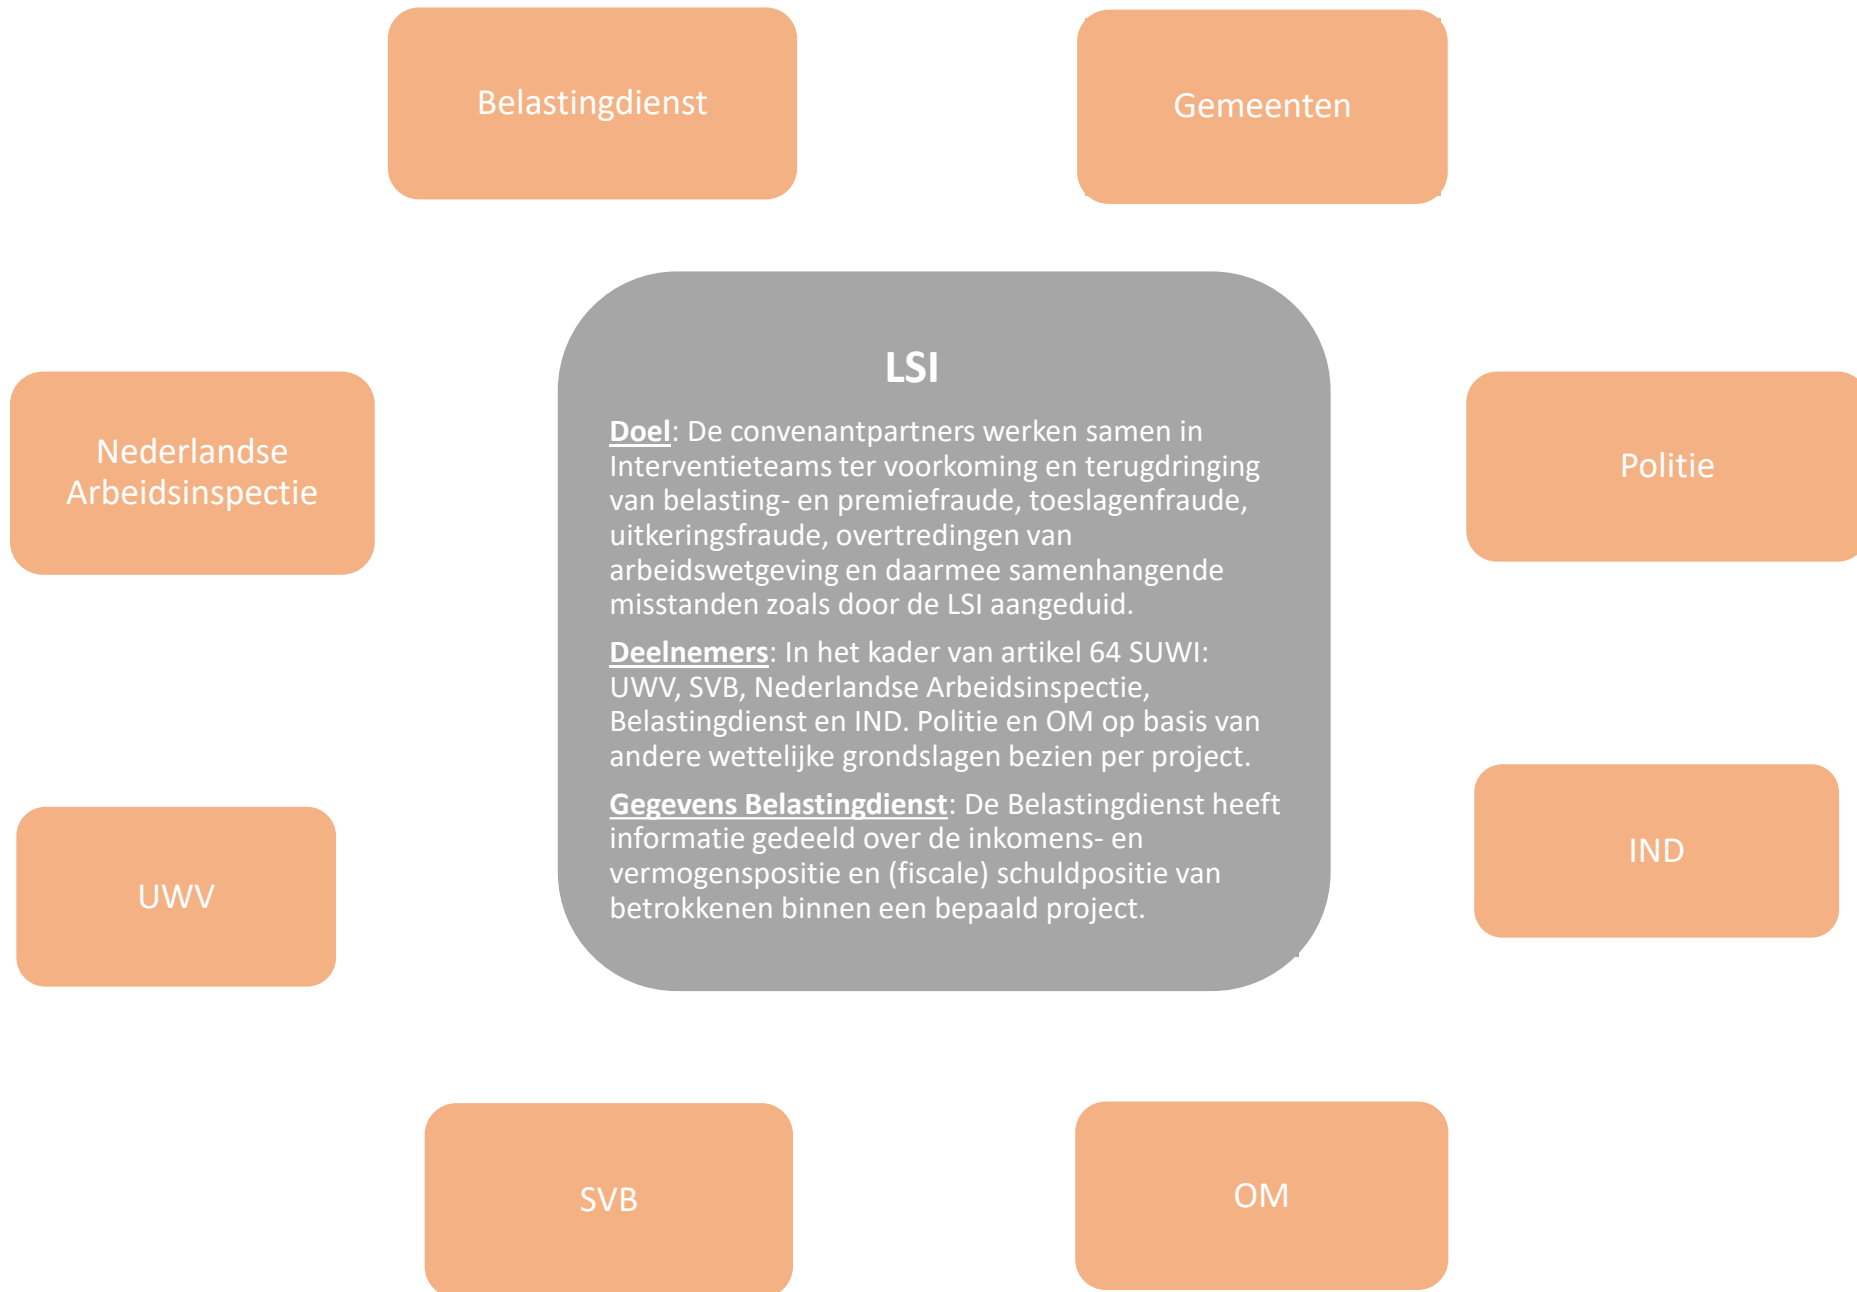 Belastingdienst
Gemeenten
LSI
Doel: De convenantpartners werken samen in
Interventieteams ter voorkoming en terugdringing
van belasting- en premiefraude, toeslagenfraude,
uitkeringsfraude, overtredingen van
arbeidswetgeving en daarmee samenhangende
misstanden zoals door de LSI aangeduid.
Deelnemers: In het kader van artikel 64 SUWI:
UWV, SVB, Nederlandse Arbeidsinspectie,
Belastingdienst en IND. Politie en OM op basis van
andere wettelijke grondslagen bezien per project.
Gegevens Belastingdienst: De Belastingdienst heeft
informatie gedeeld over de inkomens- en
vermogenspositie en (fiscale) schuldpositie van
betrokkenen binnen een bepaald project.
Nederlandse
Arbeidsinspectie
Politie
UWV
IND
SVB
OM